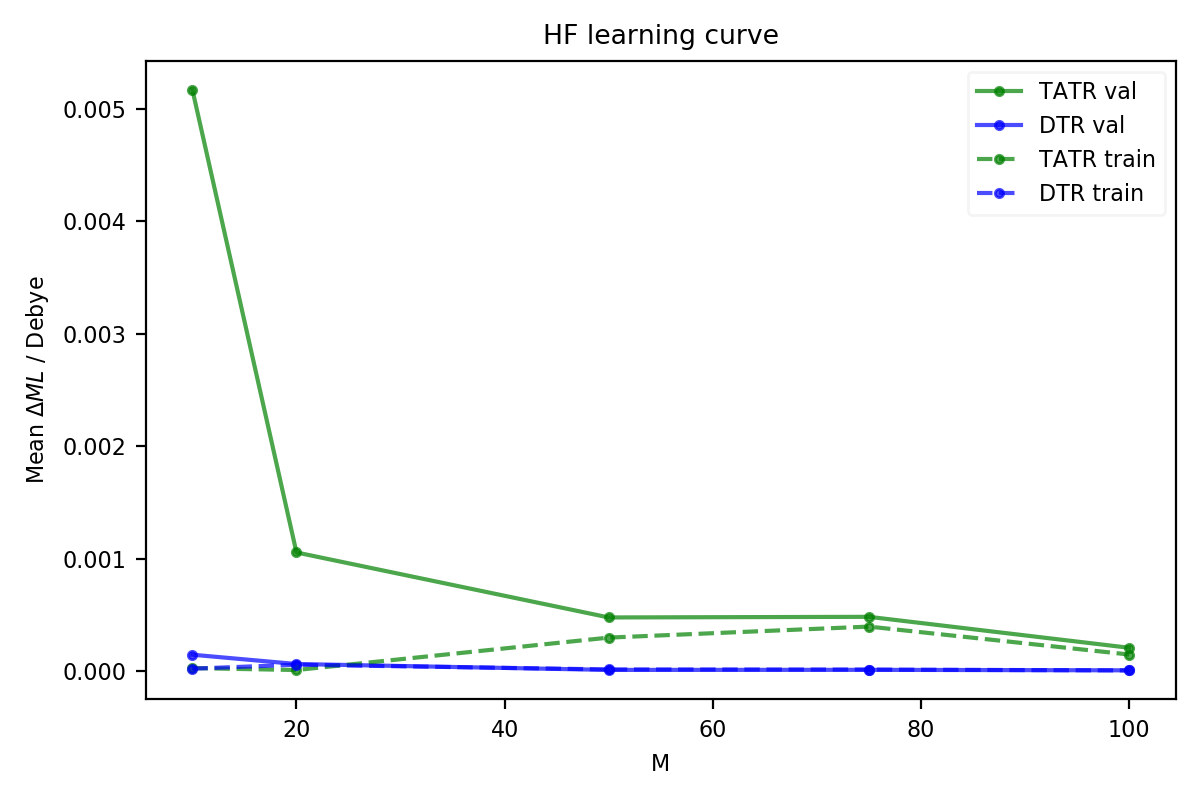 HF learning curve
TATR val
DTR val
TATR train
DTR train
0.005
0.004
0.003
0.002
0.001
0.000
Mean ΔML / Debye
20 40 60 80 100
M